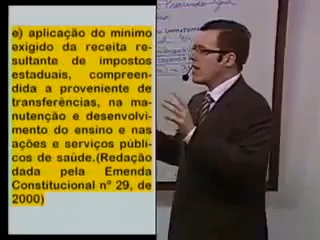 e) aplicação do mínimo
exigido da receita re-
sultante de impostos
estaduais, compreen-
dida a proveniente de
transferências, na ma-
nutenção e desenvolvi-
mento do ensino e nas
ações e serviços públi-
cos de saúde.(Redação
dada pela Emenda
Constitucional nº 29, de
2000)